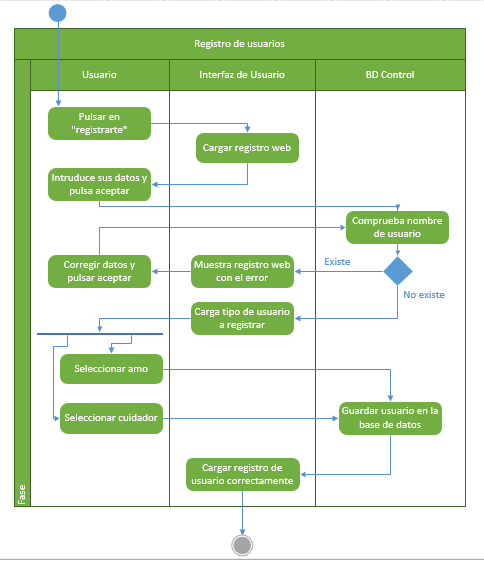 Registro de usuarios
Usuario
Interfaz de Usuario
BD Control
Pulsar en
"registrarte"
Cargar registro web
Intruduce sus datos y
pulsa aceptar
Comprueba nombre
de usuario
Existe
Muestra registro web
con el error
Corregir datos y
pulsar aceptar
No existe
Carga tipo de usuario
a registrar
Seleccionar amo
Seleccionar cuidador
Guardar usuario en la
base de datos
Cargar registro de
usuario correctamente
Fase